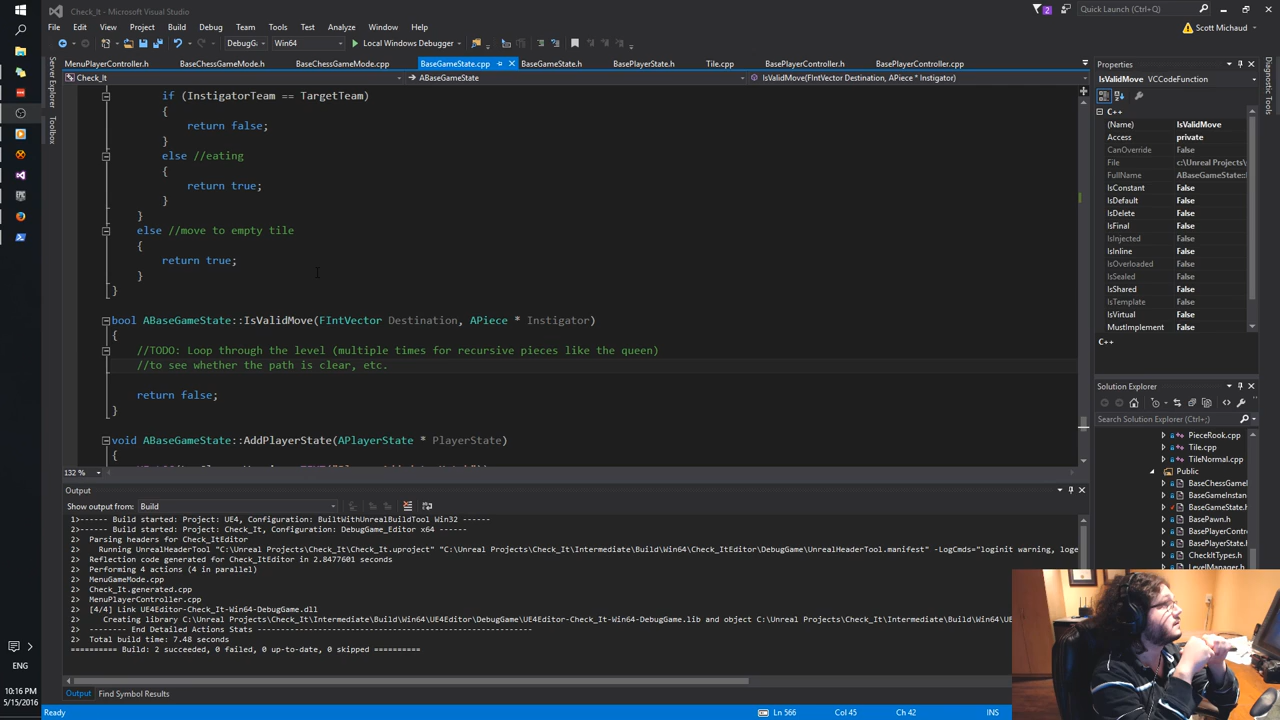 Check_It - Microsoft Visual Studio
2
Quick Launch (Ctrl+Q)
File Edit View Project Build Debug Team Tools Test Analyze Window Help
Scott Michaud
DebugG Win64 Local Windows Debugger
MenuPlayerController.h BaseChessGameMode.h BaseChessGameMode.cpp BaseGameState.cpp BaseGameState.h BasePlayerState.h Tile.cpp BasePlayerController.h BasePlayerController.cpp
Check_It ABaseGameState IsValidMove(FIntVector Destination, APiece * Instigator)
Server Explorer
Toolbox
if (InstigatorTeam == TargetTeam)
{
return false;
}
else //eating
{
return true;
}
}
else //move to empty tile
{
return true;
}
}
bool ABaseGameState::IsValidMove(FIntVector Destination, APiece * Instigator)
{
//TODO: Loop through the level (multiple times for recursive pieces like the queen)
//to see whether the path is clear, etc.
return false;
}
void ABaseGameState::AddPlayerState(APlayerState * PlayerState)
{
132 %
Output
Show output from: Build
1>------ Build started: Project: UE4, Configuration: BuiltWithUnrealBuildTool Win32 ------
2>------ Build started: Project: Check_It, Configuration: DebugGame_Editor x64 ------
2> Parsing headers for Check_ItEditor
2> Running UnrealHeaderTool "C:\Unreal Projects\Check_It\Check_It.uproject" "C:\Unreal Projects\Check_It\Intermediate\Build\Win64\Check_ItEditor\DebugGame\UnrealHeaderTool.manifest" -LogCmds="loginit warning, loge
2> Reflection code generated for Check_ItEditor in 2.8477601 seconds
2> Performing 4 actions (4 in parallel)
2> MenuGameMode.cpp
2> Check_It.generated.cpp
2> MenuPlayerController.cpp
2> [4/4] Link UE4Editor-Check_It-Win64-DebugGame.dll
2> Creating library C:\Unreal Projects\Check_It\Intermediate\Build\Win64\UE4Editor\DebugGame\UE4Editor-Check_It-Win64-DebugGame.lib and object C:\Unreal Projects\Check_It\Intermediate\Build\Win64\UE
2> -------- End Detailed Actions Stats -----------------------------------------------------------
2> Total build time: 7.48 seconds
========== Build: 2 succeeded, 0 failed, 0 up-to-date, 0 skipped ==========
Output Find Symbol Results
Ready
Ln 566 Col 45 Ch 42 INS
Properties
IsValidMove VCCodeFunction
C++
(Name) IsValidMove
Access private
CanOverride False
File c:\Unreal Projects\
FullName ABaseGameState::
IsConstant False
IsDefault False
IsDelete False
IsFinal False
IsInjected False
IsInline False
IsOverloaded False
IsSealed False
IsShared False
IsTemplate False
IsVirtual False
MustImplement False
C++
Diagnostic Tools
Solution Explorer
Search Solution Explorer (Ctrl+;)
PieceRook.cpp
Tile.cpp
TileNormal.cpp
Public
BaseChessGamel
BaseGameInstan
BaseGameState.h
BasePawn.h
BasePlayerContro
BasePlayerState.h
CheckItTypes.h
LevelManager.h
ENG
10:16 PM
5/15/2016